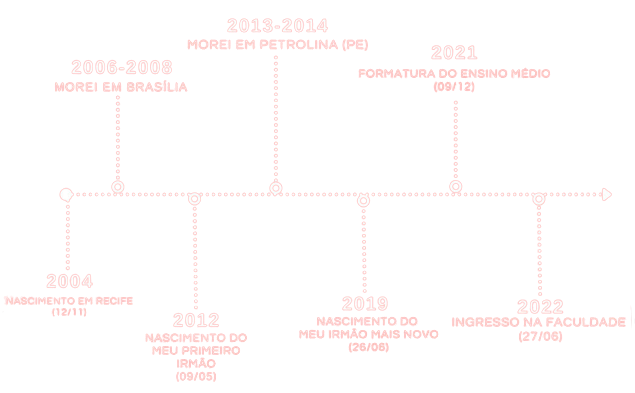 2013-2014
MOREI EM PETROLINA (PE)
2021
FORMATURA DO ENSINO MÉDIO
(09/12)
2006-2008
MOREI EM BRASÍLIA
2004
NASCIMENTO EM RECIFE
(12/11)
2012
NASCIMENTO DO
MEU PRIMEIRO
IRMÃO
(09/05)
2019
NASCIMENTO DO
MEU IRMÃO MAIS NOVO
(26/06)
2022
INGRESSO NA FACULDADE
(27/06)